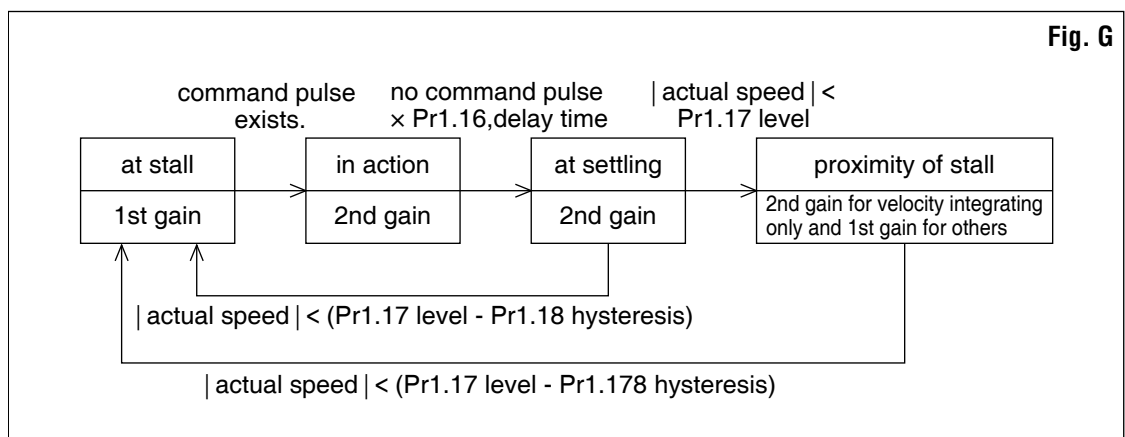 Fig. G
command pulse
exists.
no command pulse
× Pr1.16,delay time
| actual speed | <
Pr1.17 level
at stall
1st gain
in action
2nd gain
at settling
2nd gain
proximity of stall
2nd gain for velocity integrating
only and 1st gain for others
| actual speed | < (Pr1.17 level - Pr1.18 hysteresis)
| actual speed | < (Pr1.17 level - Pr1.178 hysteresis)